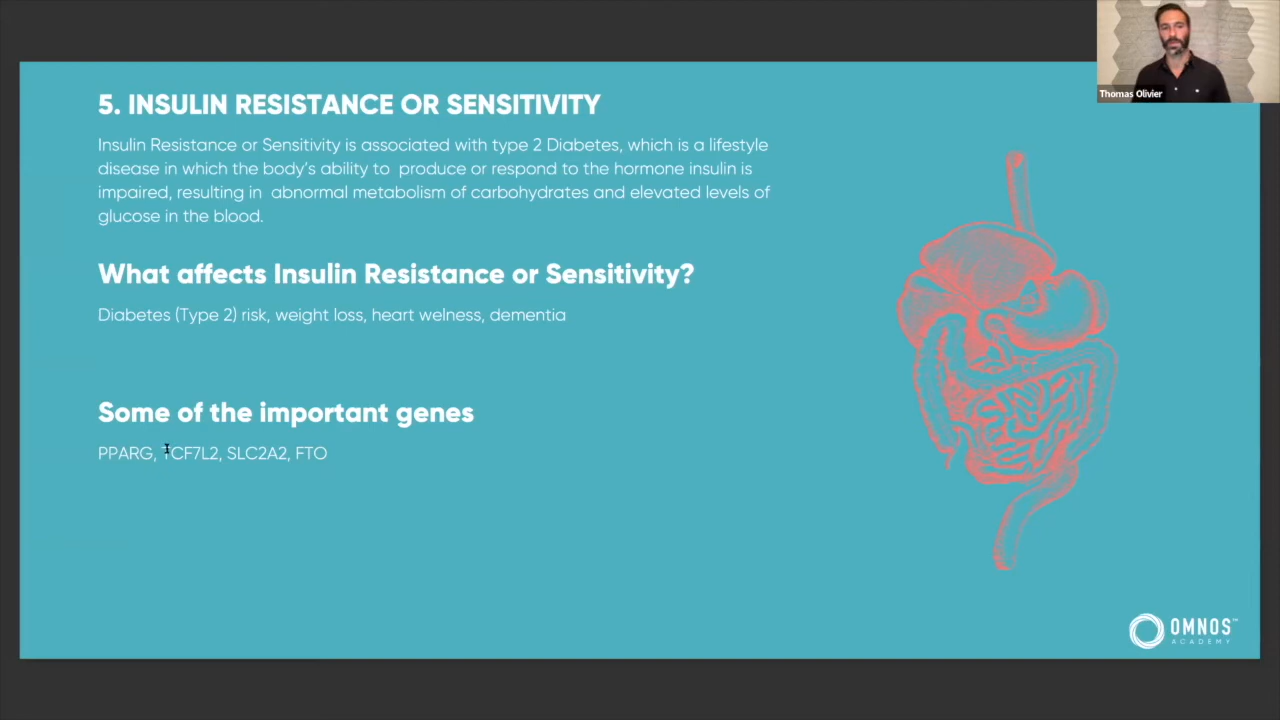 Thomas Olivier
5. INSULIN RESISTANCE OR SENSITIVITY
Insulin Resistance or Sensitivity is associated with type 2 Diabetes, which is a lifestyle
disease in which the body's ability to  produce or respond to the hormone insulin is
impaired, resulting in  abnormal metabolism of carbohydrates and elevated levels of
glucose in the blood.
What affects Insulin Resistance or Sensitivity?
Diabetes (Type 2) risk, weight loss, heart welness, dementia
Some of the important genes
PPARG, TCF7L2, SLC2A2, FTO
OMNOS™
ACADEMY